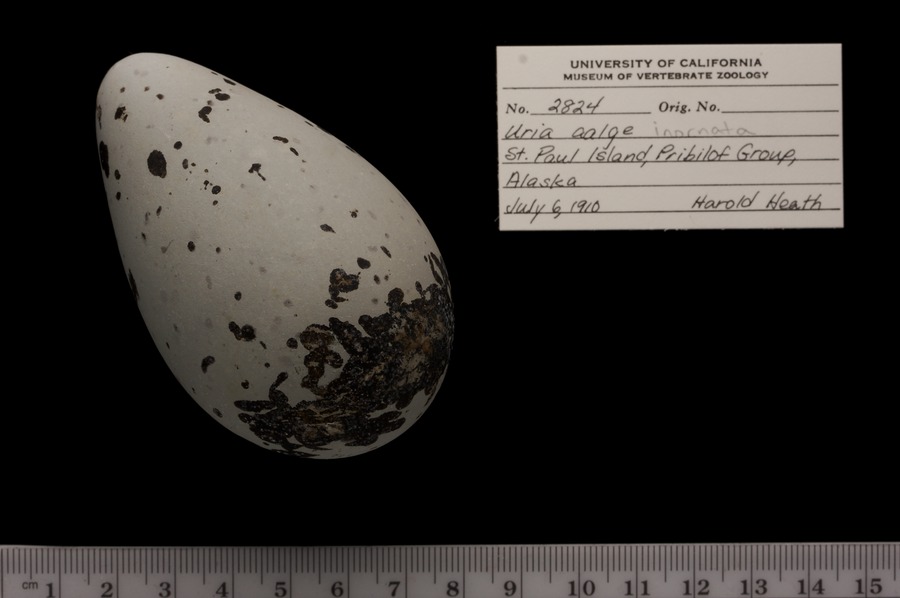 UNIVERSITY OF CALIFORNIA
MUSEUM OF VERTEBRATE ZOOLOGY
No. 2824 Orig. No.
Uria aalge inornata
St. Paul Island, Pribilof Group,
Alaska
July 6, 1910 Harold Heath
cm 1 2 3 4 5 6 7 8 9 10 11 12 13 14 15